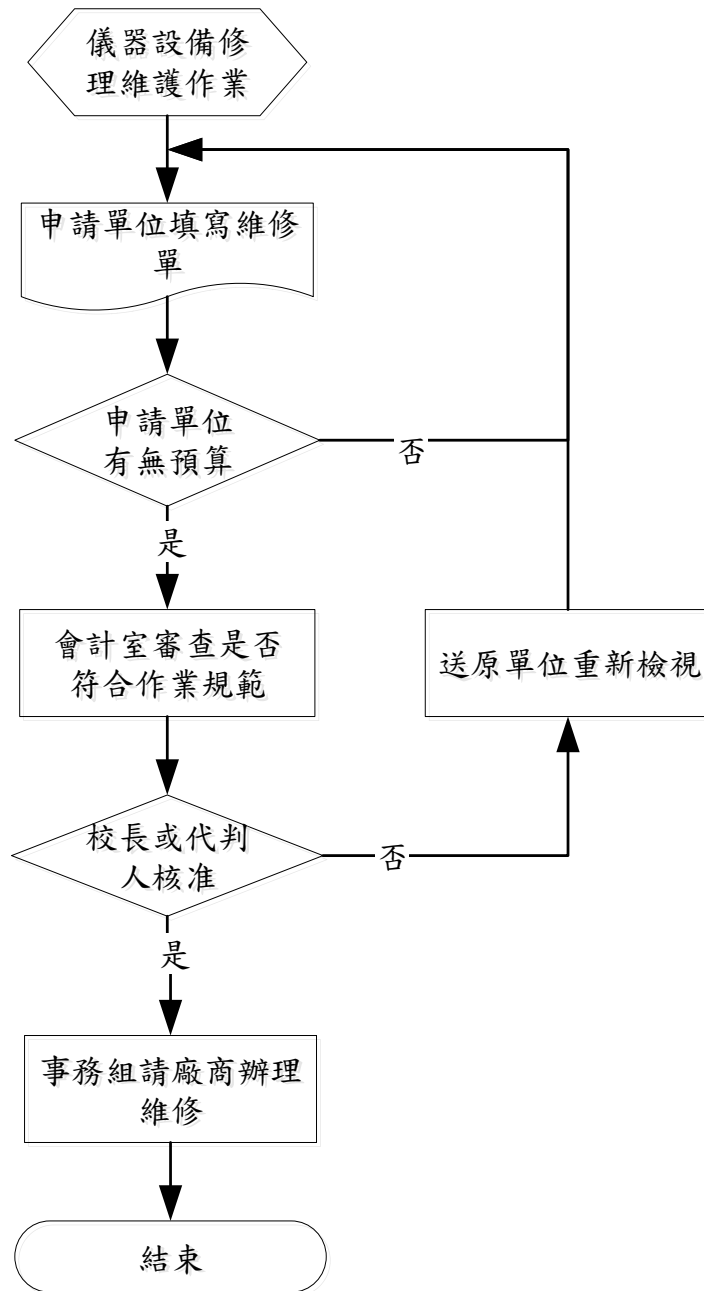 儀器設備修
理維護作業
申請單位填寫維修
單
申請單位
有無預算
否
是
會計室審查是否
符合作業規範
送原單位重新檢視
校長或代判
人核准
否
是
事務組請廠商辦理
維修
結束